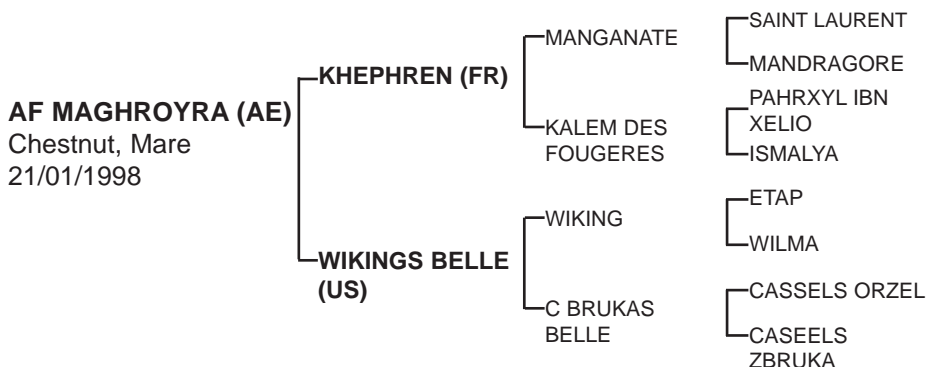 AF MAGHROYRA (AE)
Chestnut, Mare
21/01/1998
KHEPHREN (FR)
WIKINGS BELLE
(US)
MANGANATE
KALEM DES
FOUGERES
WIKING
C BRUKAS
BELLE
SAINT LAURENT
MANDRAGORE
PAHRXYL IBN
XELIO
ISMALYA
ETAP
WILMA
CASSELS ORZEL
CASEELS
ZBRUKA